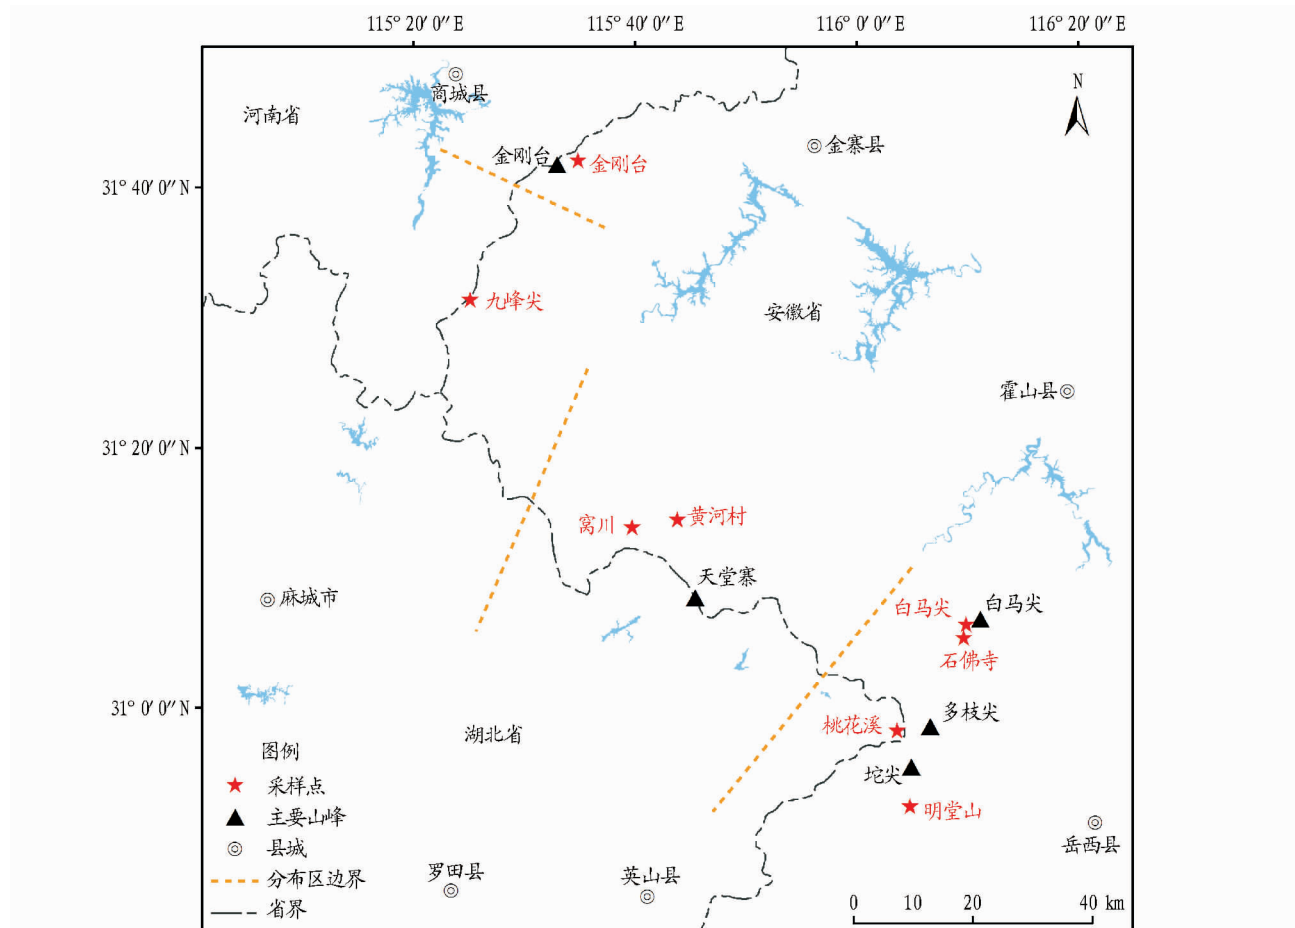 115° 20′ 0″ E 115° 40′ 0″ E 116° 0′ 0″ E 116° 20′ 0″ E
N
商城县
河南省
金刚台
金刚台
金寨县
31° 40′ 0″ N
九峰尖
安徽省
霍山县
31° 20′ 0″ N
窝川
黄河村
天堂寨
麻城市
白马尖
白马尖
石佛寺
31° 0′ 0″ N
多枝尖
桃花溪
湖北省
坨尖
明堂山
岳西县
罗田县
英山县
图例
采样点
主要山峰
县城
分布区边界
省界
0 10 20 40 km